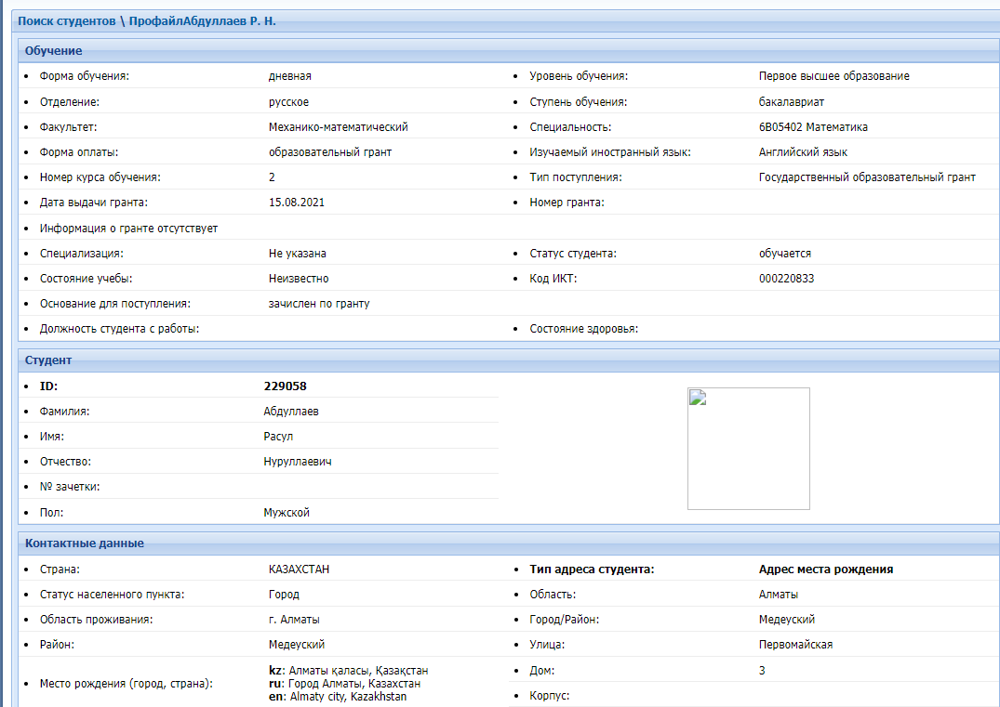 Поиск студентов \ ПрофайлАбдуллаев Р. Н.
Обучение
Форма обучения: дневная Уровень обучения: Первое высшее образование
Отделение: русское Ступень обучения: бакалавриат
Факультет: Механико-математический Специальность: 6B05402 Математика
Форма оплаты: образовательный грант Изучаемый иностранный язык: Английский язык
Номер курса обучения: 2 Тип поступления: Государственный образовательный грант
Дата выдачи гранта: 15.08.2021 Номер гранта:
Информация о гранте отсутствует
Специализация: Не указана Статус студента: обучается
Состояние учебы: Неизвестно Код ИКТ: 000220833
Основание для поступления: зачислен по гранту
Должность студента с работы: Состояние здоровья:
Студент
ID: 229058
Фамилия: Абдуллаев
Имя: Расул
Отчество: Нуруллаевич
№ зачетки:
Пол: Мужской
Контактные данные
Страна: КАЗАХСТАН Тип адреса студента: Адрес места рождения
Статус населенного пункта: Город Область: Алматы
Область проживания: г. Алматы Город/Район: Медеуский
Район: Медеуский Улица: Первомайская
Место рождения (город, страна): kz: Алматы қаласы, Қазақстан
ru: Город Алматы, Казахстан
en: Almaty city, Kazakhstan
Дом: 3
Корпус: